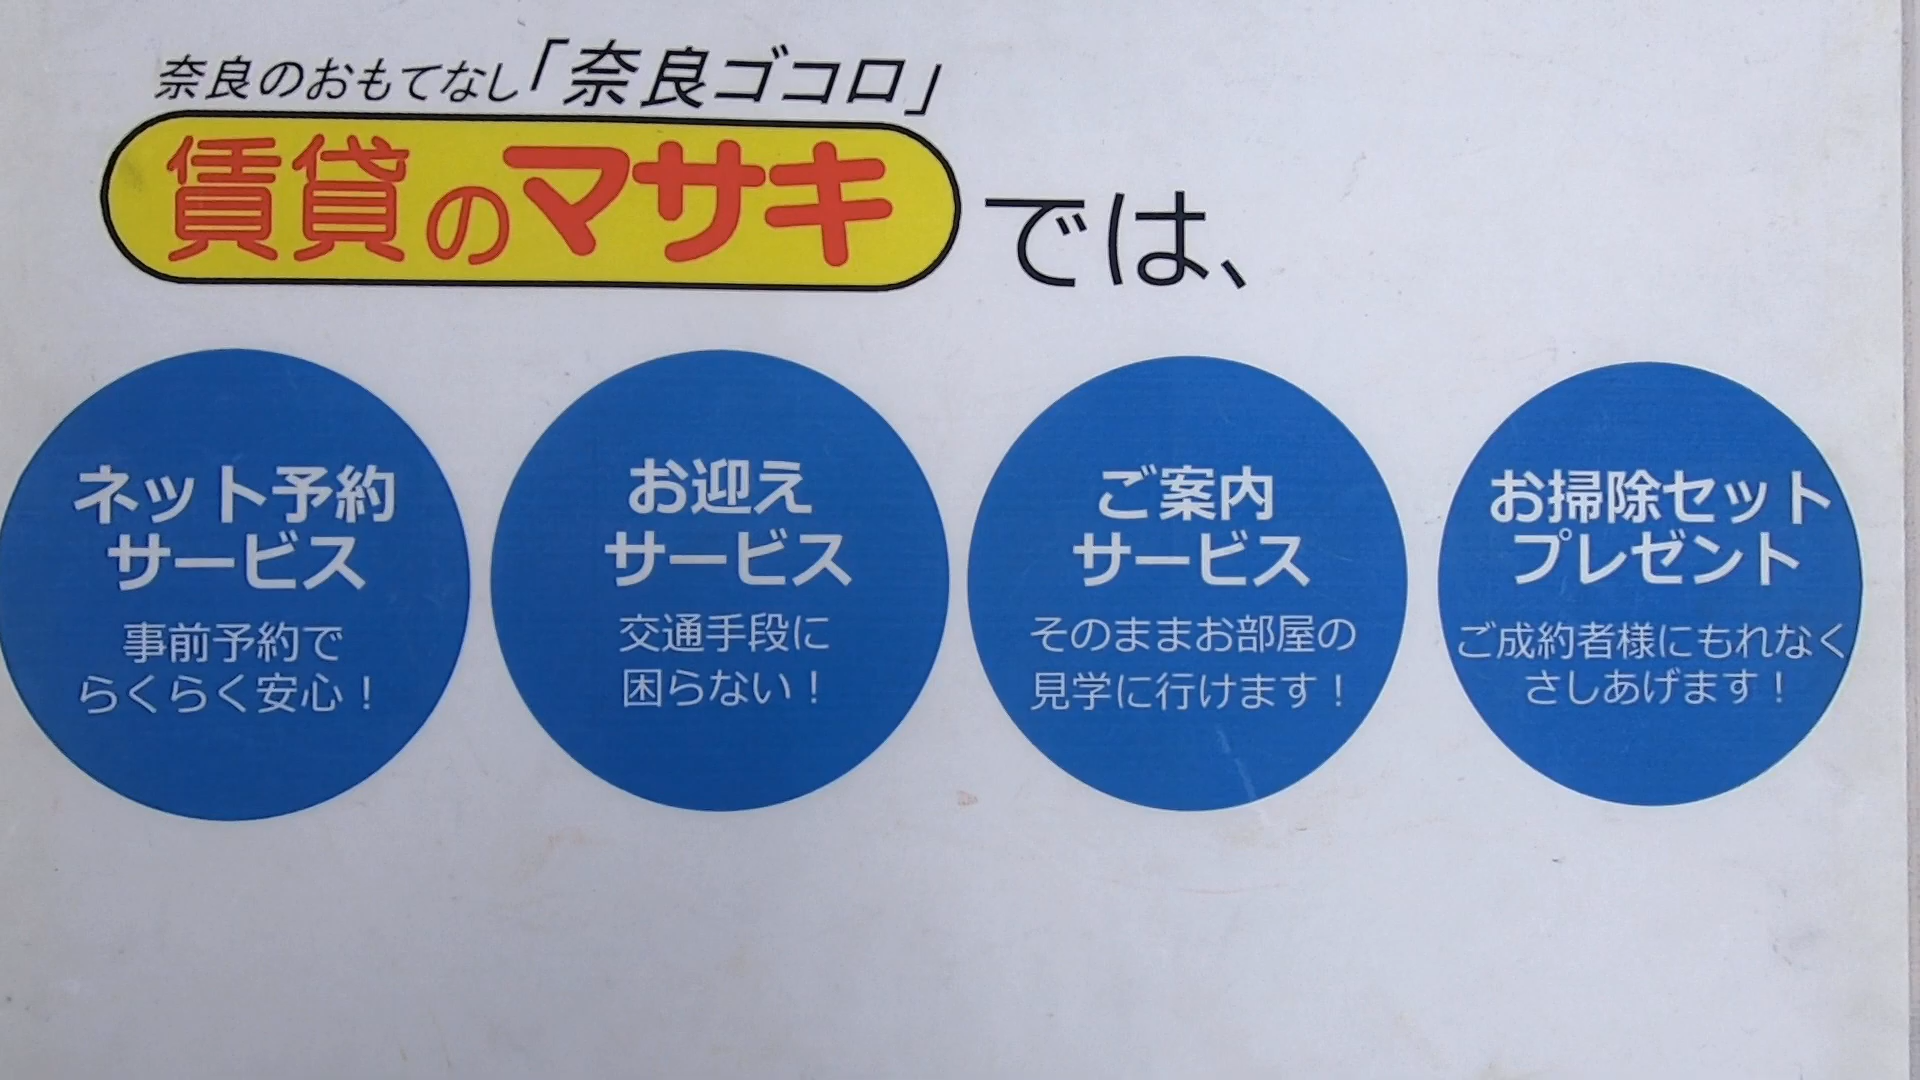 奈良のおもてなし「奈良ゴコロ」
賃貸のマサキでは、
ネット予約
サービス
事前予約で
らくらく安心！
お迎え
サービス
交通手段に
困らない！
ご案内
サービス
そのままお部屋の
見学に行けます！
お掃除セット
プレゼント
ご成約者様にもれなく
さしあげます！